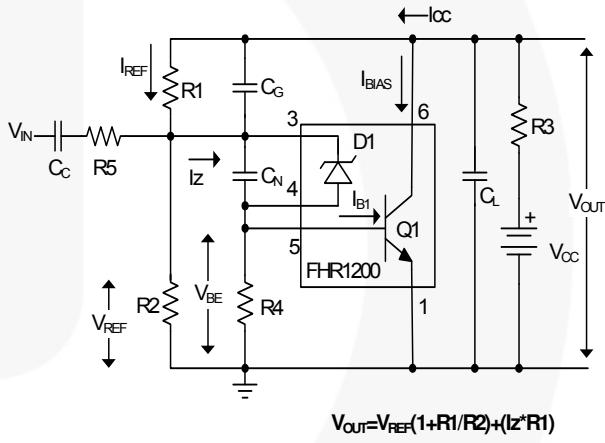 ICC
IREF
R1
CG
IBIAS
6
3
D1
R3
VIN
CC
R5
IZ
CN
4
IB1
CL
VOUT
Q1
5
VCC
+
FHR1200
VBE
R2
R4
1
VREF
VOUT=VREF(1+R1/R2)+(Iz*R1)